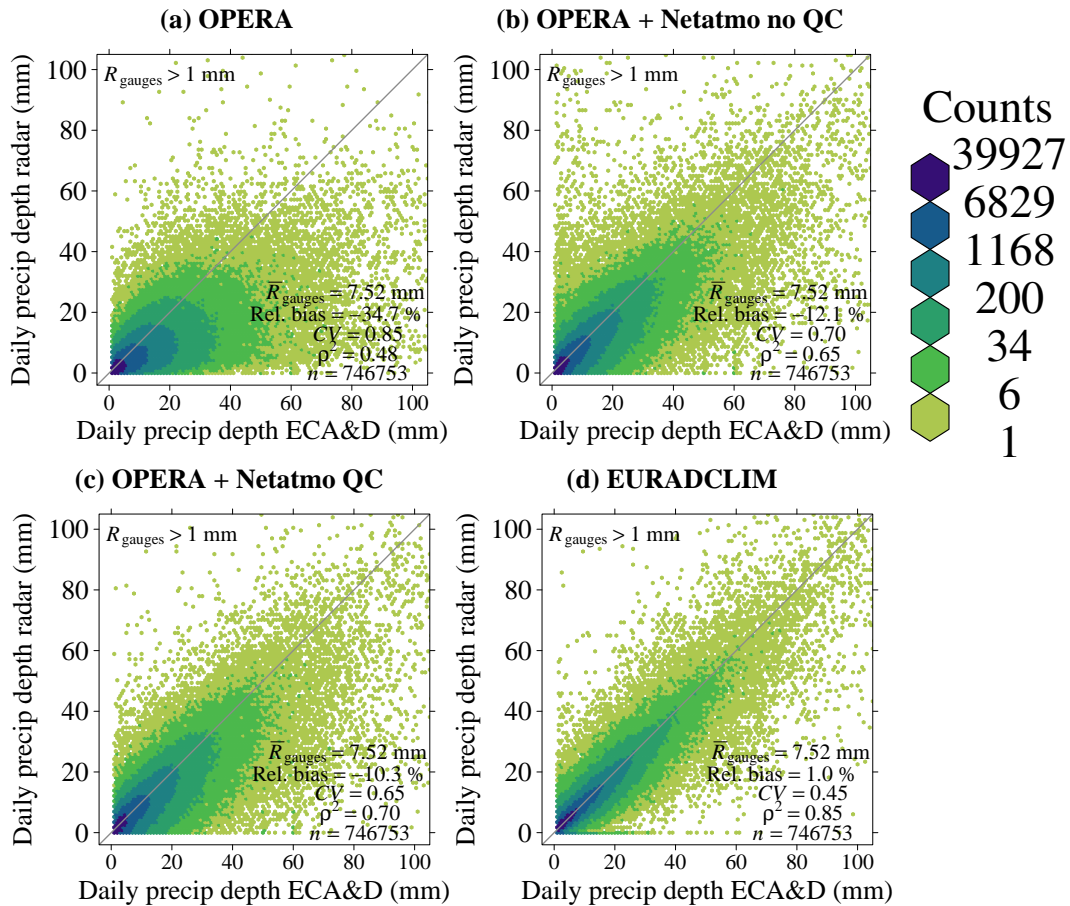 (a) OPERA
R̅gauges > 1 mm
Daily precip depth radar (mm)
100
80
60
40
20
0
R̅gauges = 7.52 mm
Rel. bias = −34.7 %
CV = 0.85
ρ² = 0.48
n = 746753
0 20 40 60 80 100
Daily precip depth ECA&D (mm)
(b) OPERA + Netatmo no QC
Rgauges > 1 mm
Daily precip depth radar (mm)
100
80
60
40
20
0
R̅gauges = 7.52 mm
Rel. bias = −12.1 %
CV = 0.70
ρ² = 0.65
n = 746753
0 20 40 60 80 100
Daily precip depth ECA&D (mm)
Counts
39927
6829
1168
200
34
6
1
(c) OPERA + Netatmo QC
Rgauges > 1 mm
Daily precip depth radar (mm)
100
80
60
40
20
0
R̅gauges = 7.52 mm
Rel. bias = −10.3 %
CV = 0.65
ρ² = 0.70
n = 746753
0 20 40 60 80 100
Daily precip depth ECA&D (mm)
(d) EURADCLIM
Rgauges > 1 mm
Daily precip depth radar (mm)
100
80
60
40
20
0
R̅gauges = 7.52 mm
Rel. bias = 1.0 %
CV = 0.45
ρ² = 0.85
n = 746753
0 20 40 60 80 100
Daily precip depth ECA&D (mm)